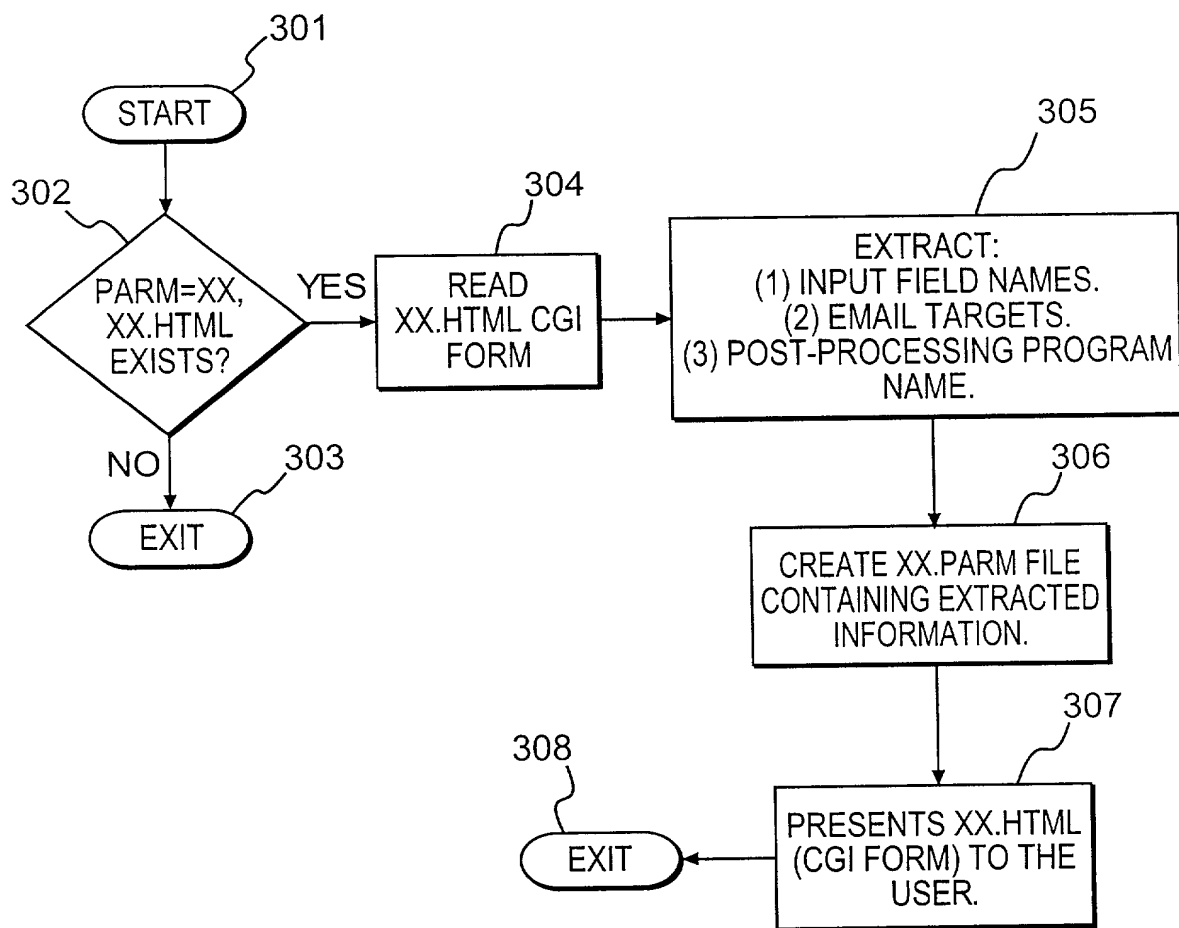 301
START
302
PARM=XX,
XX.HTML
EXISTS?
YES
NO
303
EXIT
304
READ
XX.HTML CGI
FORM
305
EXTRACT:
(1) INPUT FIELD NAMES.
(2) EMAIL TARGETS.
(3) POST-PROCESSING PROGRAM
NAME.
306
CREATE XX.PARM FILE
CONTAINING EXTRACTED
INFORMATION.
307
PRESENTS XX.HTML
(CGI FORM) TO THE
USER.
308
EXIT